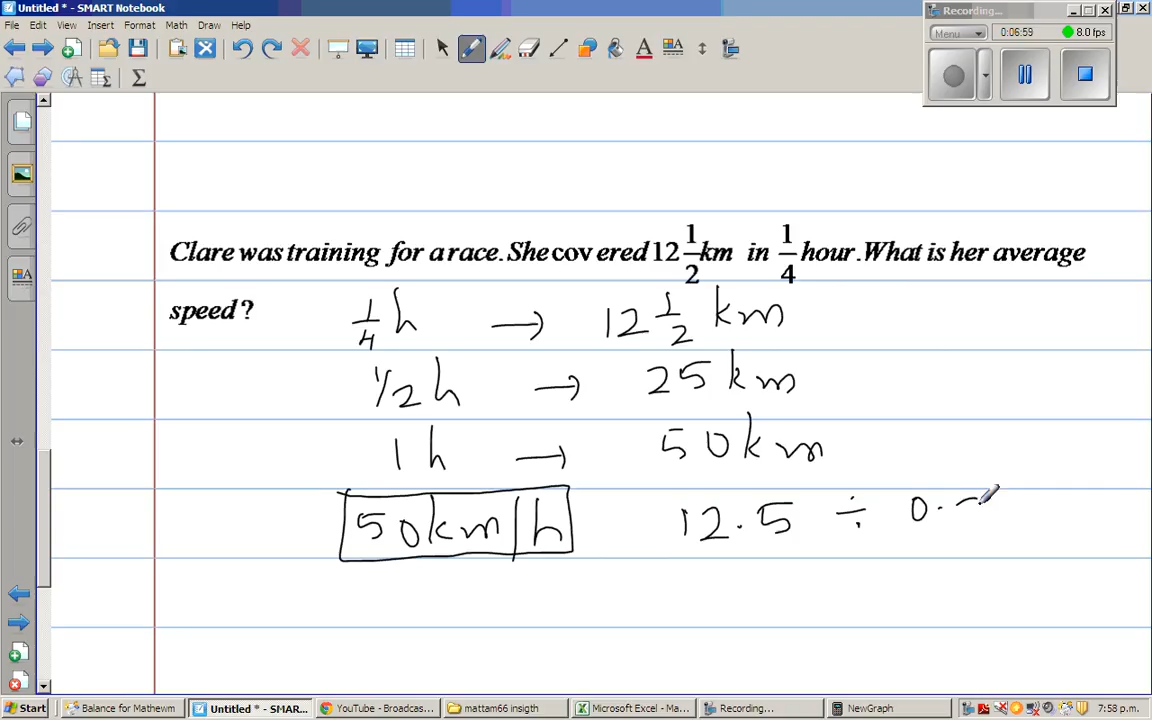 Untitled * - SMART Notebook
Recording...
File Edit View Insert Format Math Draw Help
Menu 0:06:59 8.0 fps
Clare was training for a race. She cov ered 12 1/2 km in 1/4 hour. What is her average
speed?
1/4 h → 12 1/2 km
1/2 h → 25 km
1 h → 50 km
50 km/h 12.5 ÷ 0.
Start Balance for Mathewm Untitled * - SMAR... YouTube - Broadcas... mattam66 insigth Microsoft Excel - Ma... Recording... NewGraph 7:58 p.m.